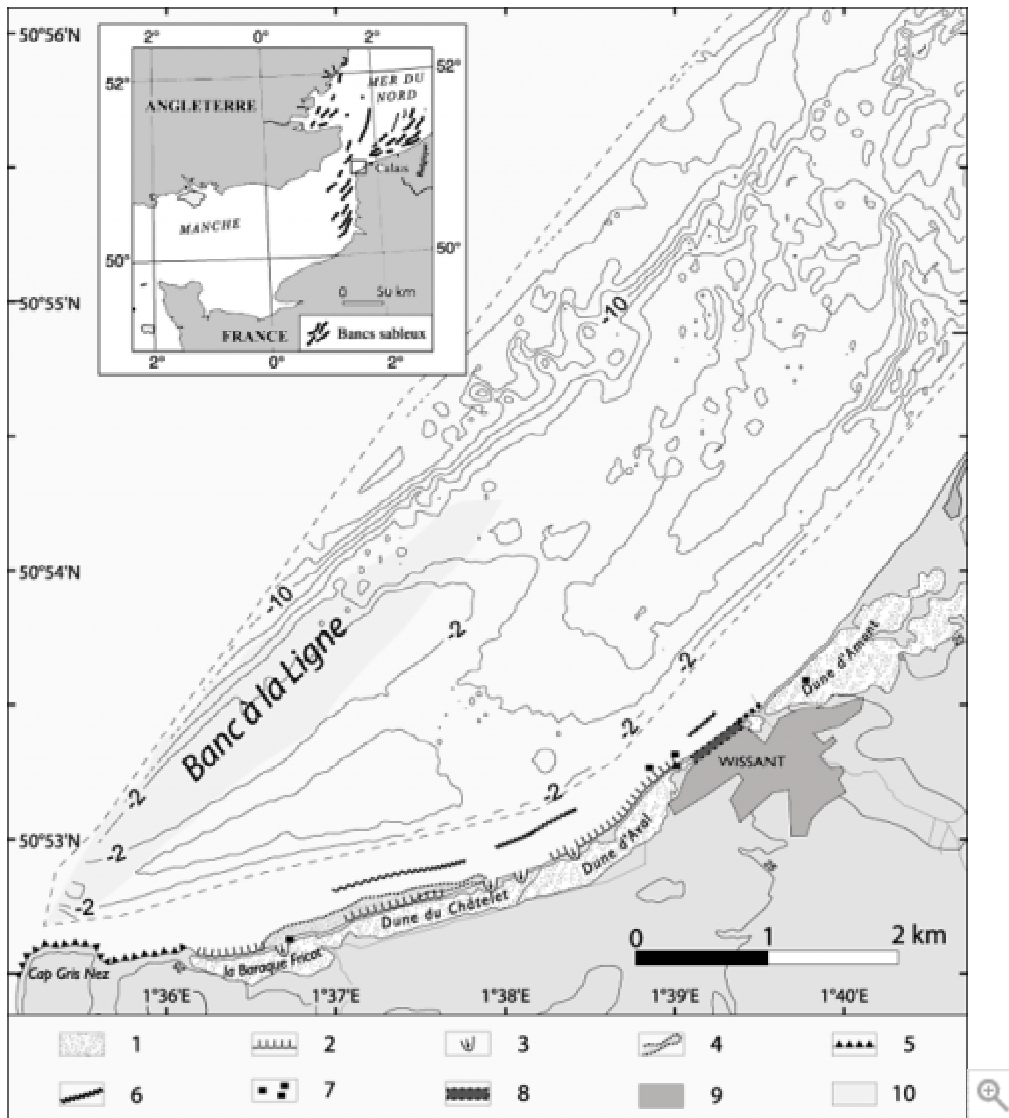 50°56'N
2°
0°
2°
52°
52°
MER DU
NORD
ANGLETERRE
Calais
MANCHE
50°
50°
0
50 km
FRANCE
Bancs sableux
2°
0°
2°
50°55'N
-10
50°54'N
-10
-2
-2
Banc à la Ligne
Dune d'Amont
-2
WISSANT
-2
-2
50°53'N
-2
Dune d'Aval
-2
Dune du Châtelet
la Baraque Fricot
Cap Gris Nez
0
1
2 km
1°36'E
1°37'E
1°38'E
1°39'E
1°40'E
1
2
3
4
5
6
7
8
9
10